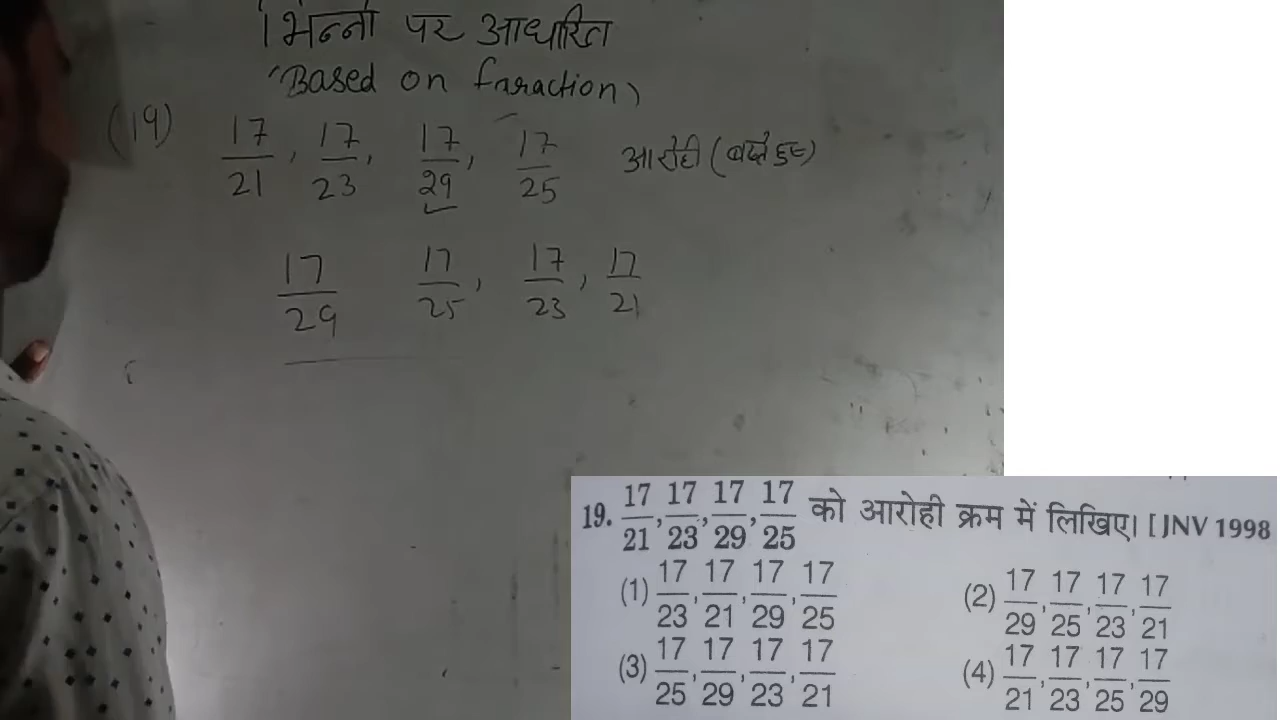 भिन्नों पर आधारित
"Based on faraction)
(19) 17/21, 17/23, 17/29, 17/25 आरोही (बढ़ते हुए)
17/29 17/25, 17/23, 17/21
19. 17/21, 17/23, 17/29, 17/25 को आरोही क्रम में लिखिए। [JNV 1998
(1) 17/23, 17/21, 17/29, 17/25 (2) 17/29, 17/25, 17/23, 17/21
(3) 17/25, 17/29, 17/23, 17/21 (4) 17/21, 17/23, 17/25, 17/29